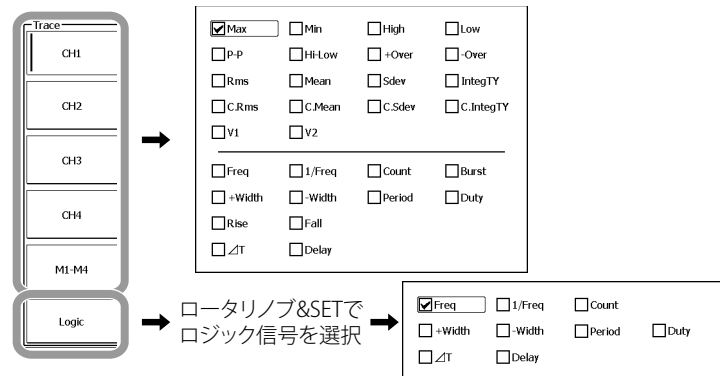 Trace
CH1
CH2
CH3
CH4
M1-M4
Logic
Max Min High Low
P-P Hi-Low +Over -Over
Rms Mean Sdev IntegTY
C.Rms C.Mean C.Sdev C.IntegTY
V1 V2
Freq 1/Freq Count Burst
+Width -Width Period Duty
Rise Fall
⊿T Delay
ロータリノブ&SETで
ロジック信号を選択
Freq 1/Freq Count
+Width -Width Period Duty
⊿T Delay